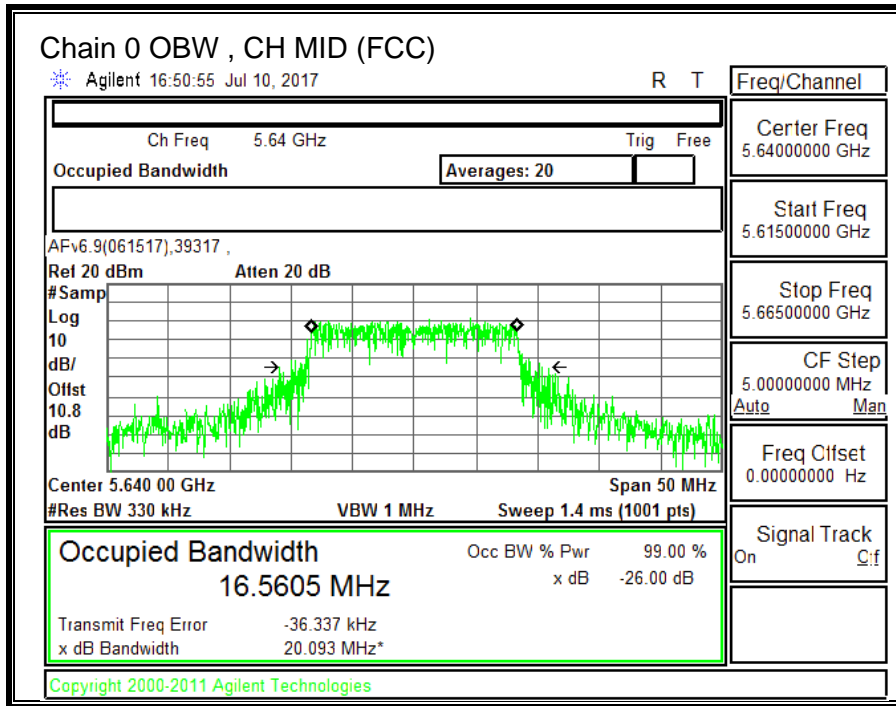 Chain 0 OBW , CH MID (FCC)
Agilent 16:50:55 Jul 10, 2017 R T
Freq/Channel
Ch Freq 5.64 GHz Trig Free
Occupied Bandwidth Averages: 20
Center Freq
5.64000000 GHz
Start Freq
5.61500000 GHz
AFv6.9(061517),39317 ,
Ref 20 dBm Atten 20 dB
#Samp
Log
10
dB/
Offst
10.8
dB
Stop Freq
5.66500000 GHz
CF Step
5.00000000 MHz
Auto Man
Freq Offset
0.00000000 Hz
Center 5.640 00 GHz Span 50 MHz
#Res BW 330 kHz VBW 1 MHz Sweep 1.4 ms (1001 pts)
Signal Track
On Off
Occupied Bandwidth Occ BW % Pwr 99.00 %
16.5605 MHz x dB -26.00 dB
Transmit Freq Error -36.337 kHz
x dB Bandwidth 20.093 MHz*
Copyright 2000-2011 Agilent Technologies